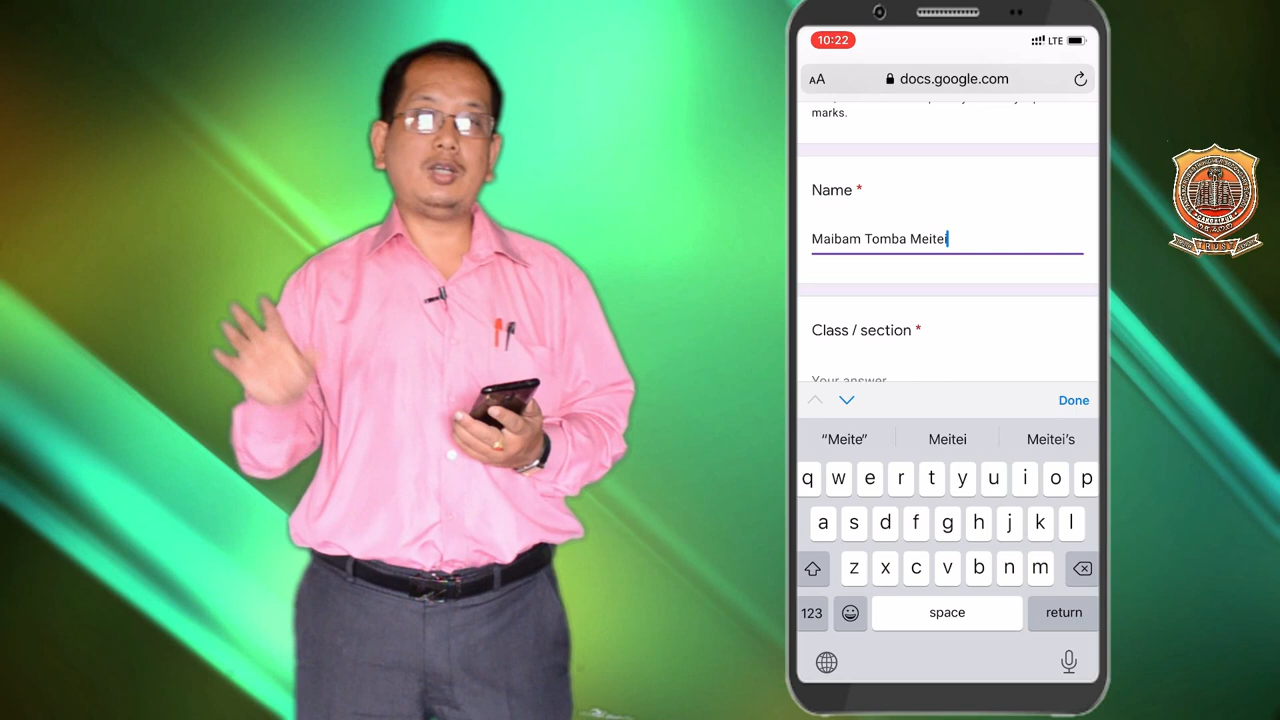 10:22
LTE
AA
docs.google.com
marks.
Name *
Maibam Tomba Meitei
Class / section *
Your answer
Done
“Meite”
Meitei
Meitei’s
q w e r t y u i o p
a s d f g h j k l
z x c v b n m
123
space
return
TRUST